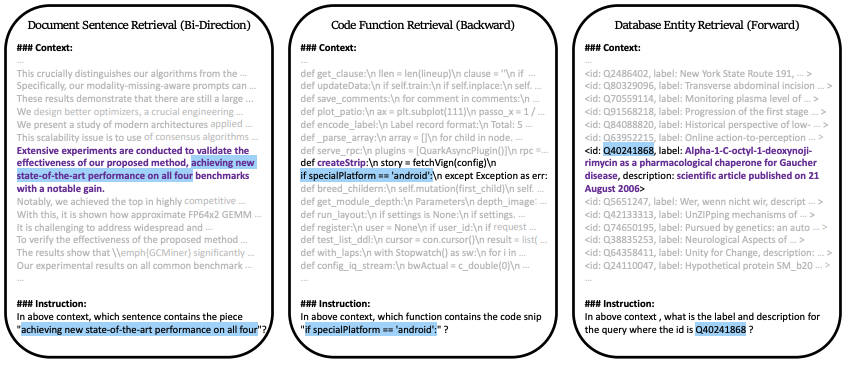 Document Sentence Retrieval (Bi-Direction)
### Context:
...
This crucially distinguishes our algorithms from the ...
Specifically, our modality-missing-aware prompts can ...
These results demonstrate that there are still a large ...
We design better optimizers, a crucial engineering ...
We present a study of modern architectures applied ...
This scalability issue is to use of consensus algorithms ...
Extensive experiments are conducted to validate the
effectiveness of our proposed method, achieving new
state-of-the-art performance on all four benchmarks
with a notable gain.
Notably, we achieved the top in highly competitive ...
With this, it is shown how approximate FP64x2 GEMM ...
It is challenging to address widespread and ...
To verify the effectiveness of the proposed method ...
The results show that \\emph{GCMiner} significantly ...
Our experimental results on all common benchmark ...
...
### Instruction:
In above context, which sentence contains the piece
"achieving new state-of-the-art performance on all four"?
Code Function Retrieval (Backward)
### Context:
...
def get_clause:\n llen = len(lineup)\n clause = ''\n if ...
def updateData:\n if self.train:\n if self.inplace:\n self. ...
def save_comments:\n for comment in comments:\n ...
def plot_patio:\n ax = plt.subplot(111)\n passo_x = 1 / ...
def encode_label:\n Label record format:\n Total: 5 ...
def _parse_array:\n array = []\n for child in node. ...
def serve_rpc:\n plugins = [QuarkAsyncPlugin()]\n rpc = ...
def createStrip:\n story = fetchVign(config)\n
if specialPlatform == 'android':\n except Exception as err:
def breed_childern:\n self.mutation(first_child)\n self. ...
def get_module_depth:\n Parameters\n depth_image: ...
def run_layout:\n if settings is None:\n if settings. ...
def register:\n user = None\n if user_id:\n if request ...
def test_list_ddl:\n cursor = con.cursor()\n result = list( ...
def with_laps:\n with Stopwatch() as sw:\n for i in ...
def config_iq_stream:\n bwActual = c_double(0)\n ...
...
### Instruction:
In above context, which function contains the code snip
"if specialPlatform == 'android':" ?
Database Entity Retrieval (Forward)
### Context:
...
<id: Q2486402, label: New York State Route 191, ... >
<id: Q80329096, label: Transverse abdominal incision ... >
<id: Q70559114, label: Monitoring plasma level of ... >
<id: Q91568218, label: Progression of the first stage ... >
<id: Q84088820, label: Historical perspective of low- ... >
<id: Q63952215, label: Online action-to-perception ... >
<id: Q40241868, label: Alpha-1-C-octyl-1-deoxynoji-
rimycin as a pharmacological chaperone for Gaucher
disease, description: scientific article published on 21
August 2006>
<id: Q5651247, label: Wer, wenn nicht wir, descript ... >
<id: Q42133313, label: UnZIPping mechanisms of ... >
<id: Q74650195, label: Pursued by genetics: an auto ... >
<id: Q38835253, label: Neurological Aspects of ... >
<id: Q64358411, label: Unity for Change, description: ... >
<id: Q24110047, label: Hypothetical protein SM_b20 ... >
...
### Instruction:
In above context , what is the label and description for
the query where the id is Q40241868 ?